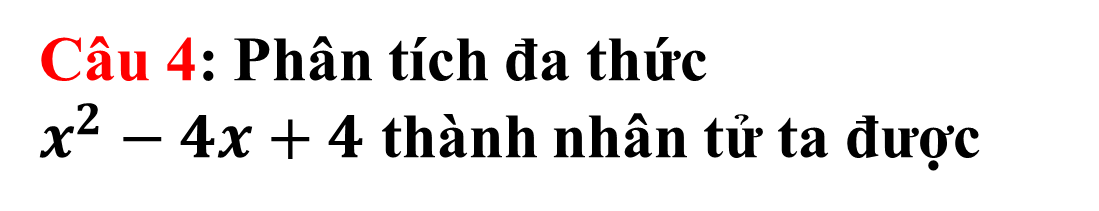 Câu 4: Phân tích đa thức
x² − 4x + 4 thành nhân tử ta được